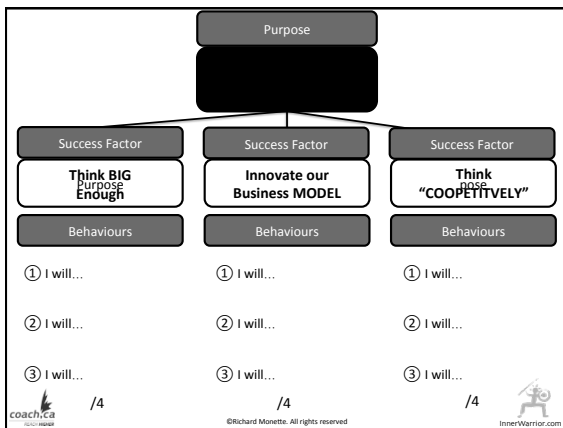 Purpose
Success Factor
Success Factor
Success Factor
Think BIG
Purpose
Enough
Innovate our
Business MODEL
Think
pose
“COOPETITVELY”
Behaviours
Behaviours
Behaviours
① I will…
① I will…
① I will…
② I will…
② I will…
② I will…
③ I will…
③ I will…
③ I will…
/4
/4
/4
coach.ca
©Richard Monette. All rights reserved
InnerWarrior.com